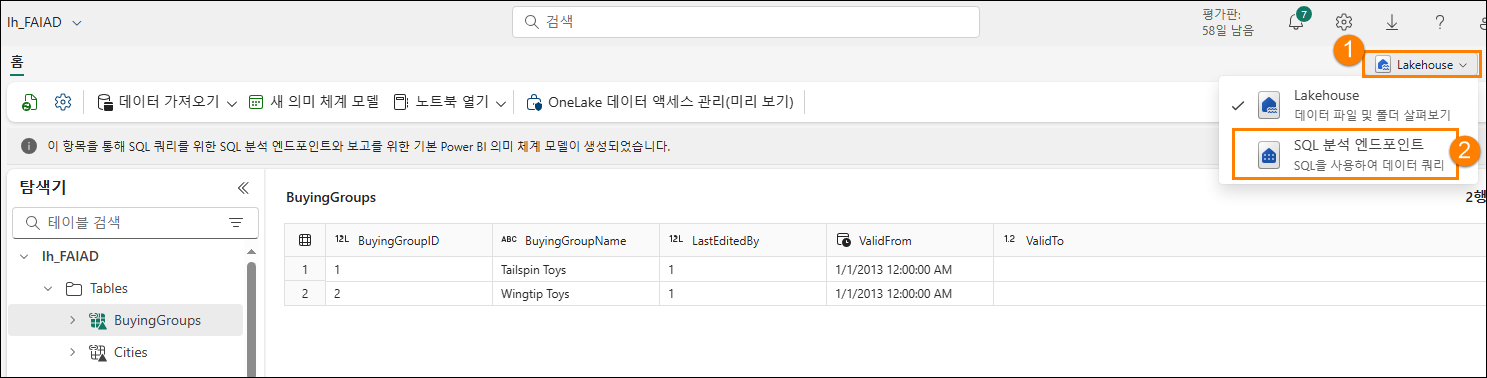 lh_FAIAD
검색
평가판:
58일 남음
7
?
홈
1
Lakehouse
데이터 가져오기
새 의미 체계 모델
노트북 열기
OneLake 데이터 액세스 관리(미리 보기)
Lakehouse
데이터 파일 및 폴더 살펴보기
SQL 분석 엔드포인트
SQL을 사용하여 데이터 쿼리
2
이 항목을 통해 SQL 쿼리를 위한 SQL 분석 엔드포인트와 보고를 위한 기본 Power BI 의미 체계 모델이 생성되었습니다.
탐색기
테이블 검색
lh_FAIAD
Tables
BuyingGroups
Cities
BuyingGroups
2행
12L BuyingGroupID ABC BuyingGroupName 12L LastEditedBy ValidFrom 1.2 ValidTo
1 1 Tailspin Toys 1 1/1/2013 12:00:00 AM
2 2 Wingtip Toys 1 1/1/2013 12:00:00 AM